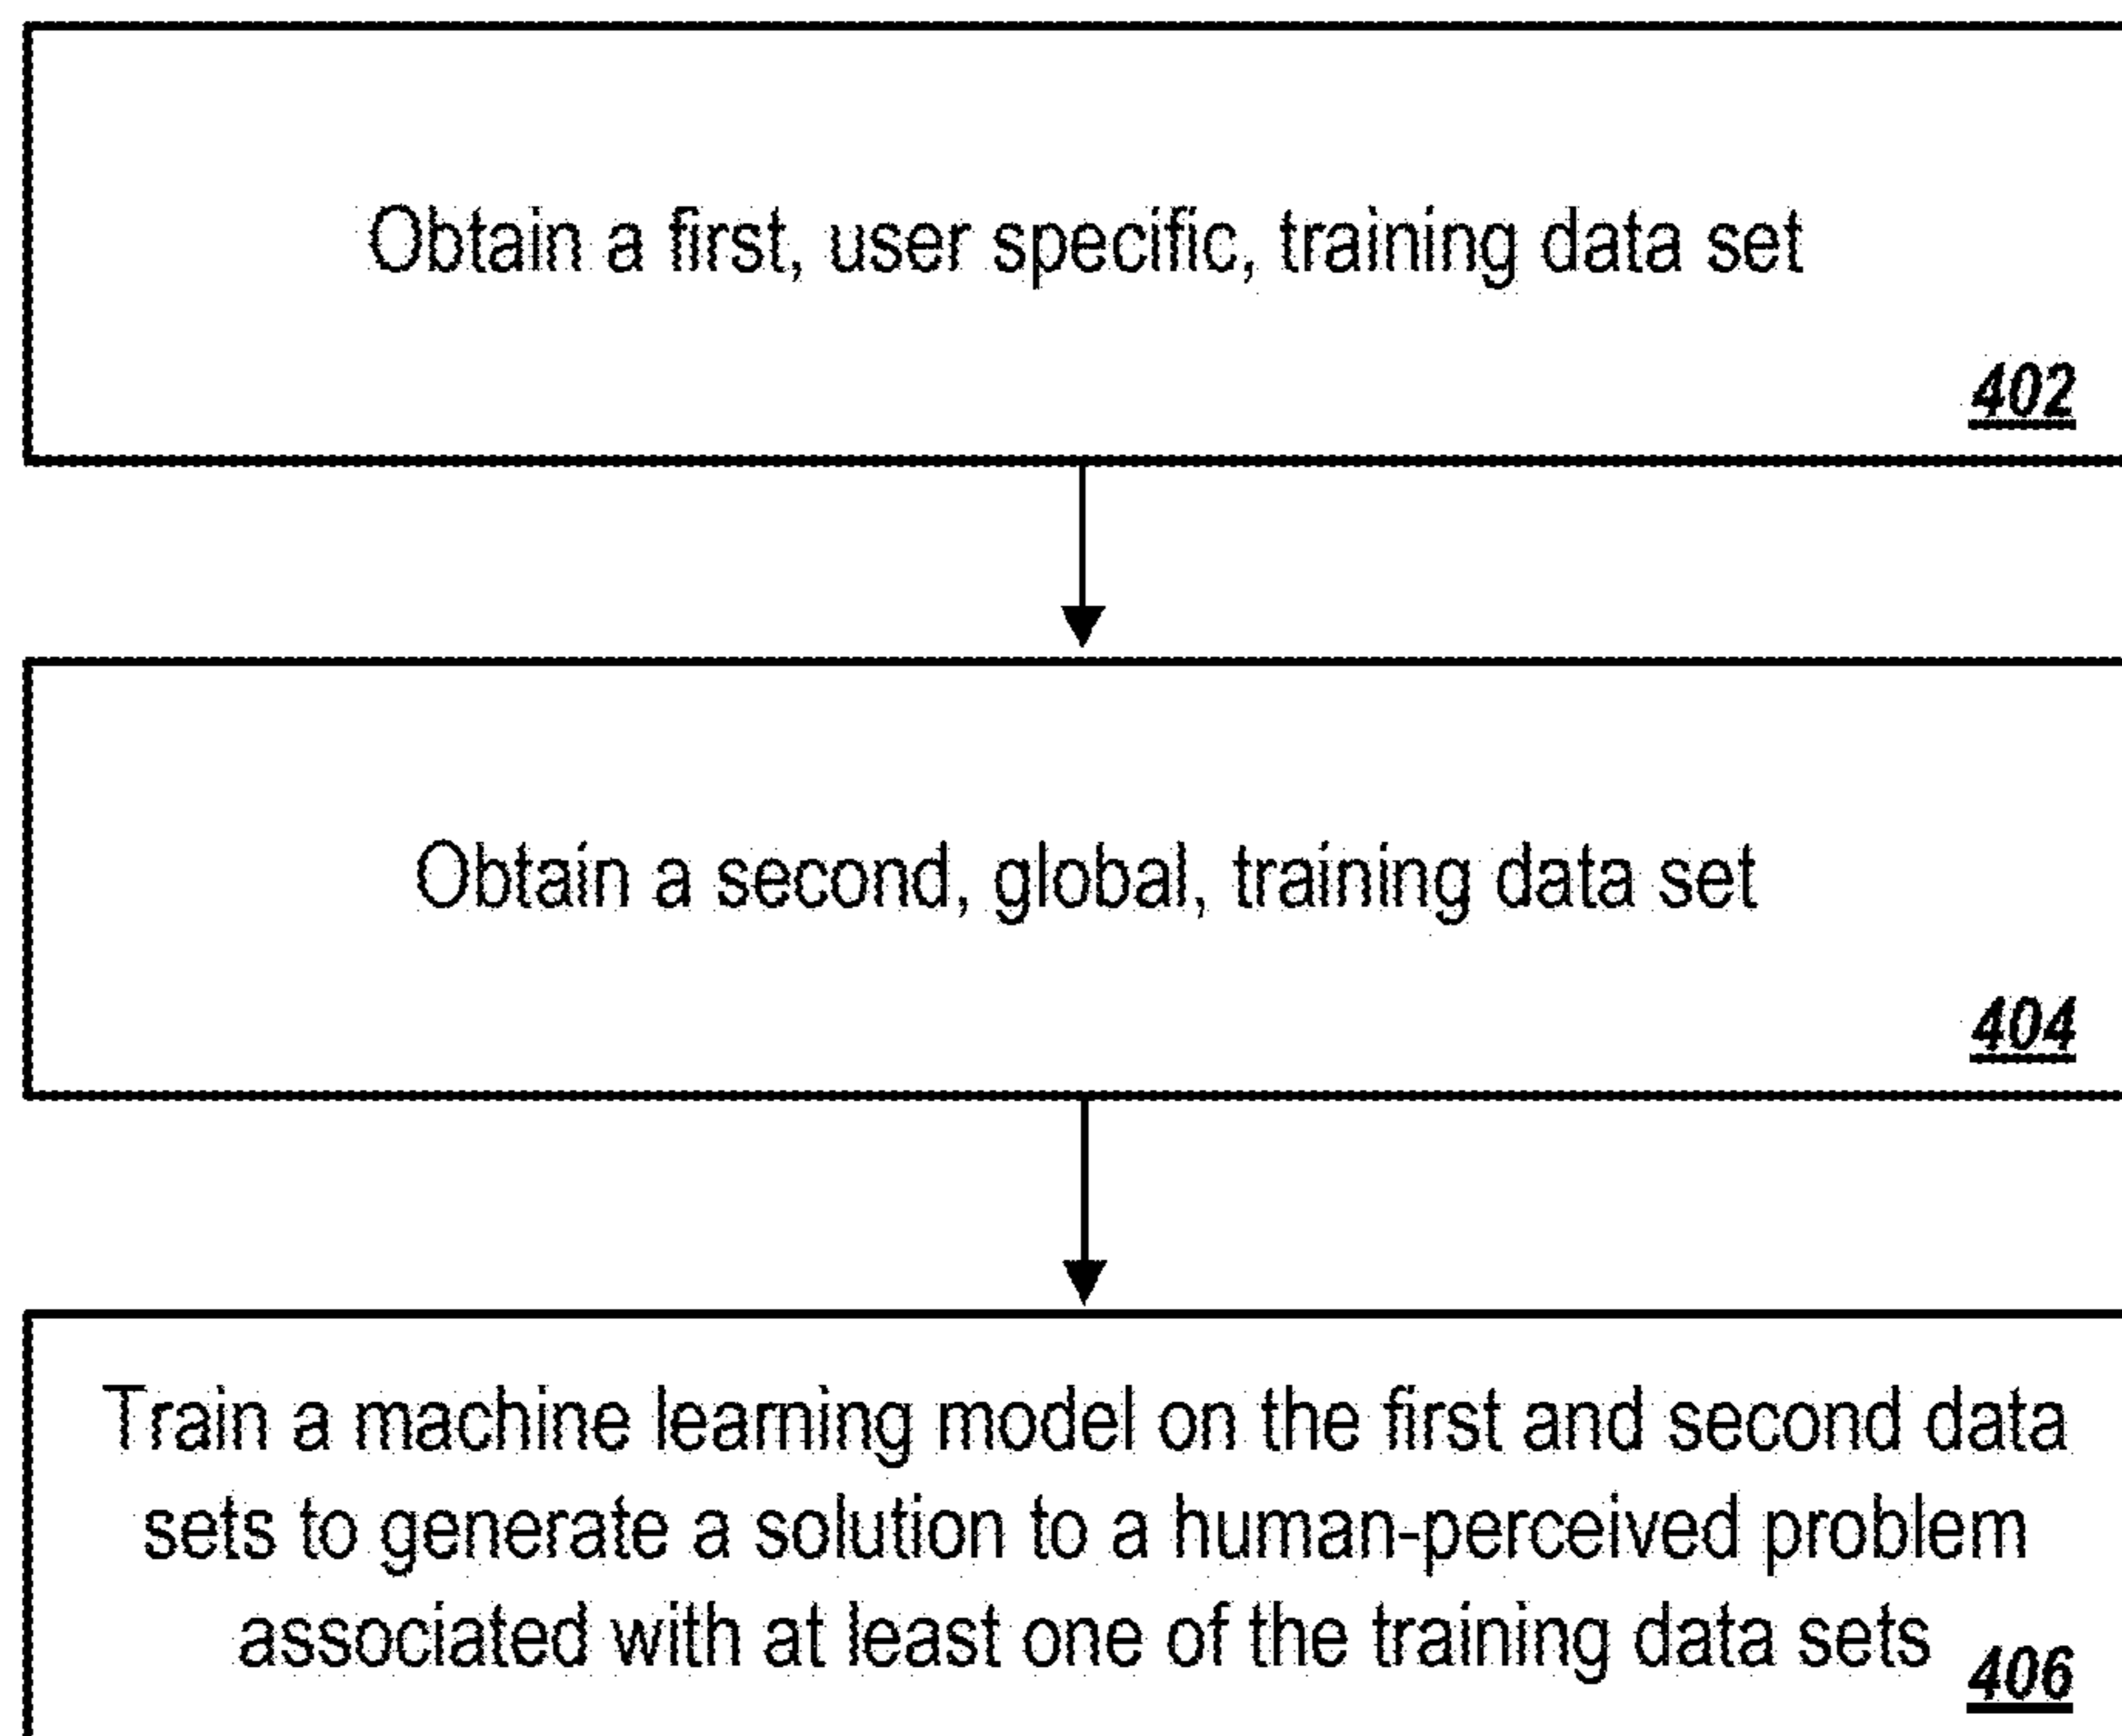 Obtain a first, user specific, training data set
402
Obtain a second, global, training data set
404
Train a machine learning model on the first and second data
sets to generate a solution to a human-perceived problem
associated with at least one of the training data sets
406